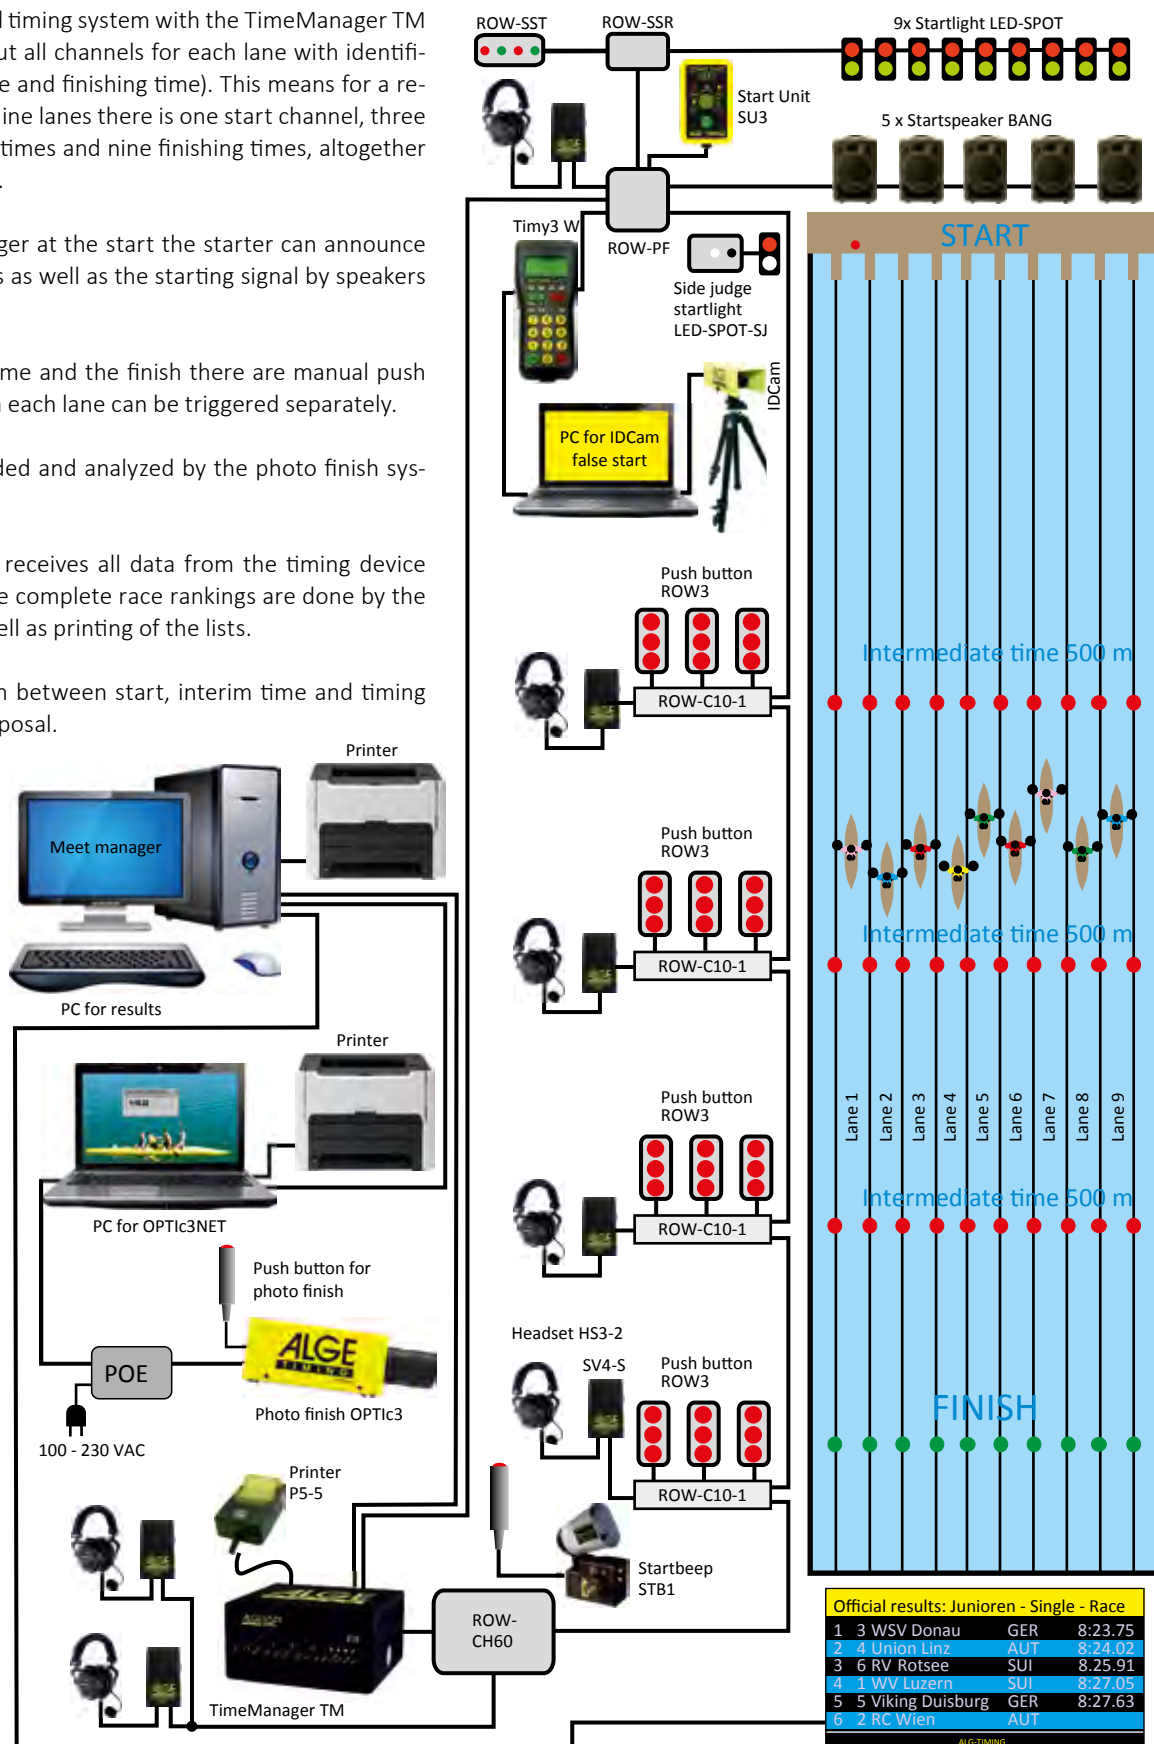 l timing system with the TimeManager TM
ut all channels for each lane with identifi-
e and finishing time). This means for a re-
ine lanes there is one start channel, three
times and nine finishing times, altogether
.
ger at the start the starter can announce
s as well as the starting signal by speakers
me and the finish there are manual push
n each lane can be triggered separately.
ded and analyzed by the photo finish sys-
receives all data from the timing device
e complete race rankings are done by the
ell as printing of the lists.
n between start, interim time and timing
posal.
ROW-SST
ROW-SSR
9x Startlight LED-SPOT
Start Unit
SU3
5 x Startspeaker BANG
Timy3 W
ROW-PF
START
Side judge
startlight
LED-SPOT-SJ
IDCam
PC for IDCam
false start
Push button
ROW3
ROW-C10-1
Intermediate time 500 m
Printer
Meet manager
PC for results
Push button
ROW3
ROW-C10-1
Intermediate time 500 m
Printer
PC for OPTIc3NET
Push button
ROW3
ROW-C10-1
Lane 1
Lane 2
Lane 3
Lane 4
Lane 5
Lane 6
Lane 7
Lane 8
Lane 9
Intermediate time 500 m
Push button for
photo finish
ALGE
TIMING
POE
Photo finish OPTIc3
100 - 230 VAC
Headset HS3-2
SV4-S
Push button
ROW3
ROW-C10-1
FINISH
Printer
P5-5
ALGE
TimeManager TM
ROW-
CH60
Startbeep
STB1
Official results: Junioren - Single - Race
1 3 WSV Donau GER 8:23.75
2 4 Union Linz AUT 8:24.02
3 6 RV Rotsee SUI 8.25.91
4 1 WV Luzern SUI 8:27.05
5 5 Viking Duisburg GER 8:27.63
6 2 RC Wien AUT
ALG-TIMING